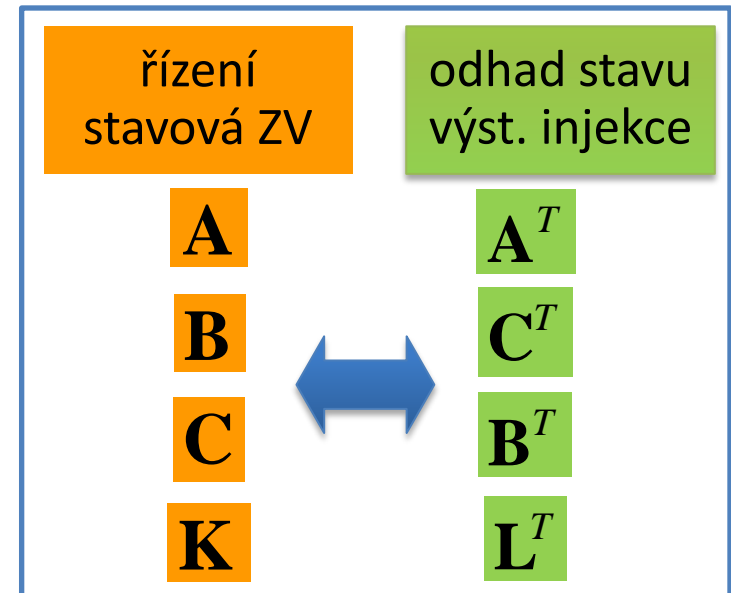 řízení
stavová ZV
odhad stavu
výst. injekce
A
A^T
B
C^T
C
B^T
K
L^T